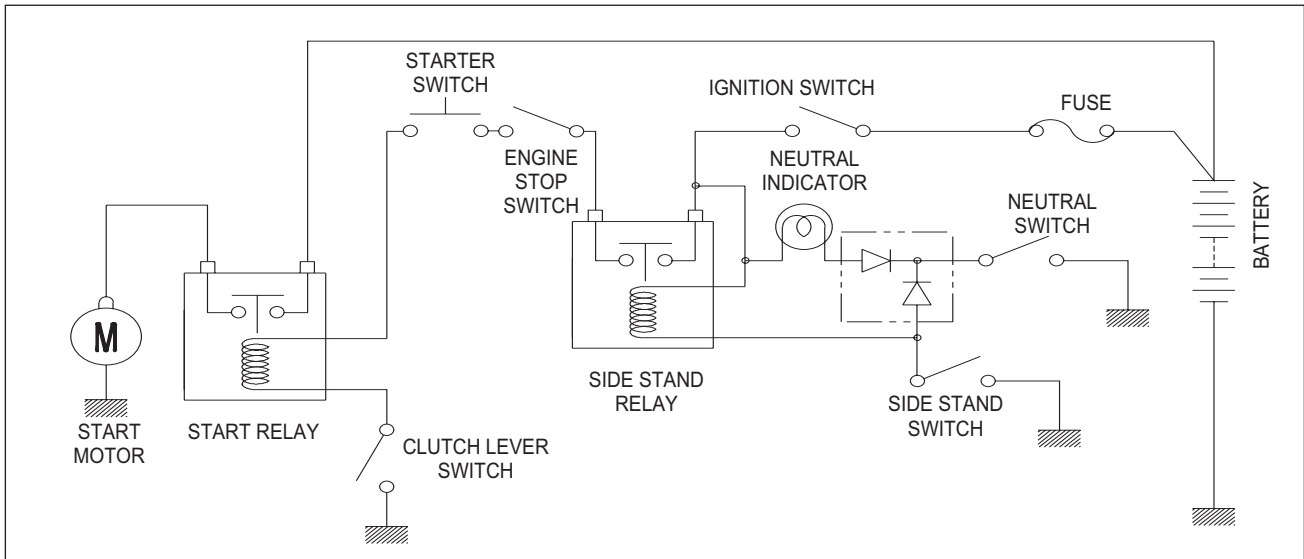 STARTER
SWITCH
IGNITION SWITCH
FUSE
ENGINE
STOP
SWITCH
NEUTRAL
INDICATOR
NEUTRAL
SWITCH
BATTERY
M
START
MOTOR
START RELAY
CLUTCH LEVER
SWITCH
SIDE STAND
RELAY
SIDE STAND
SWITCH